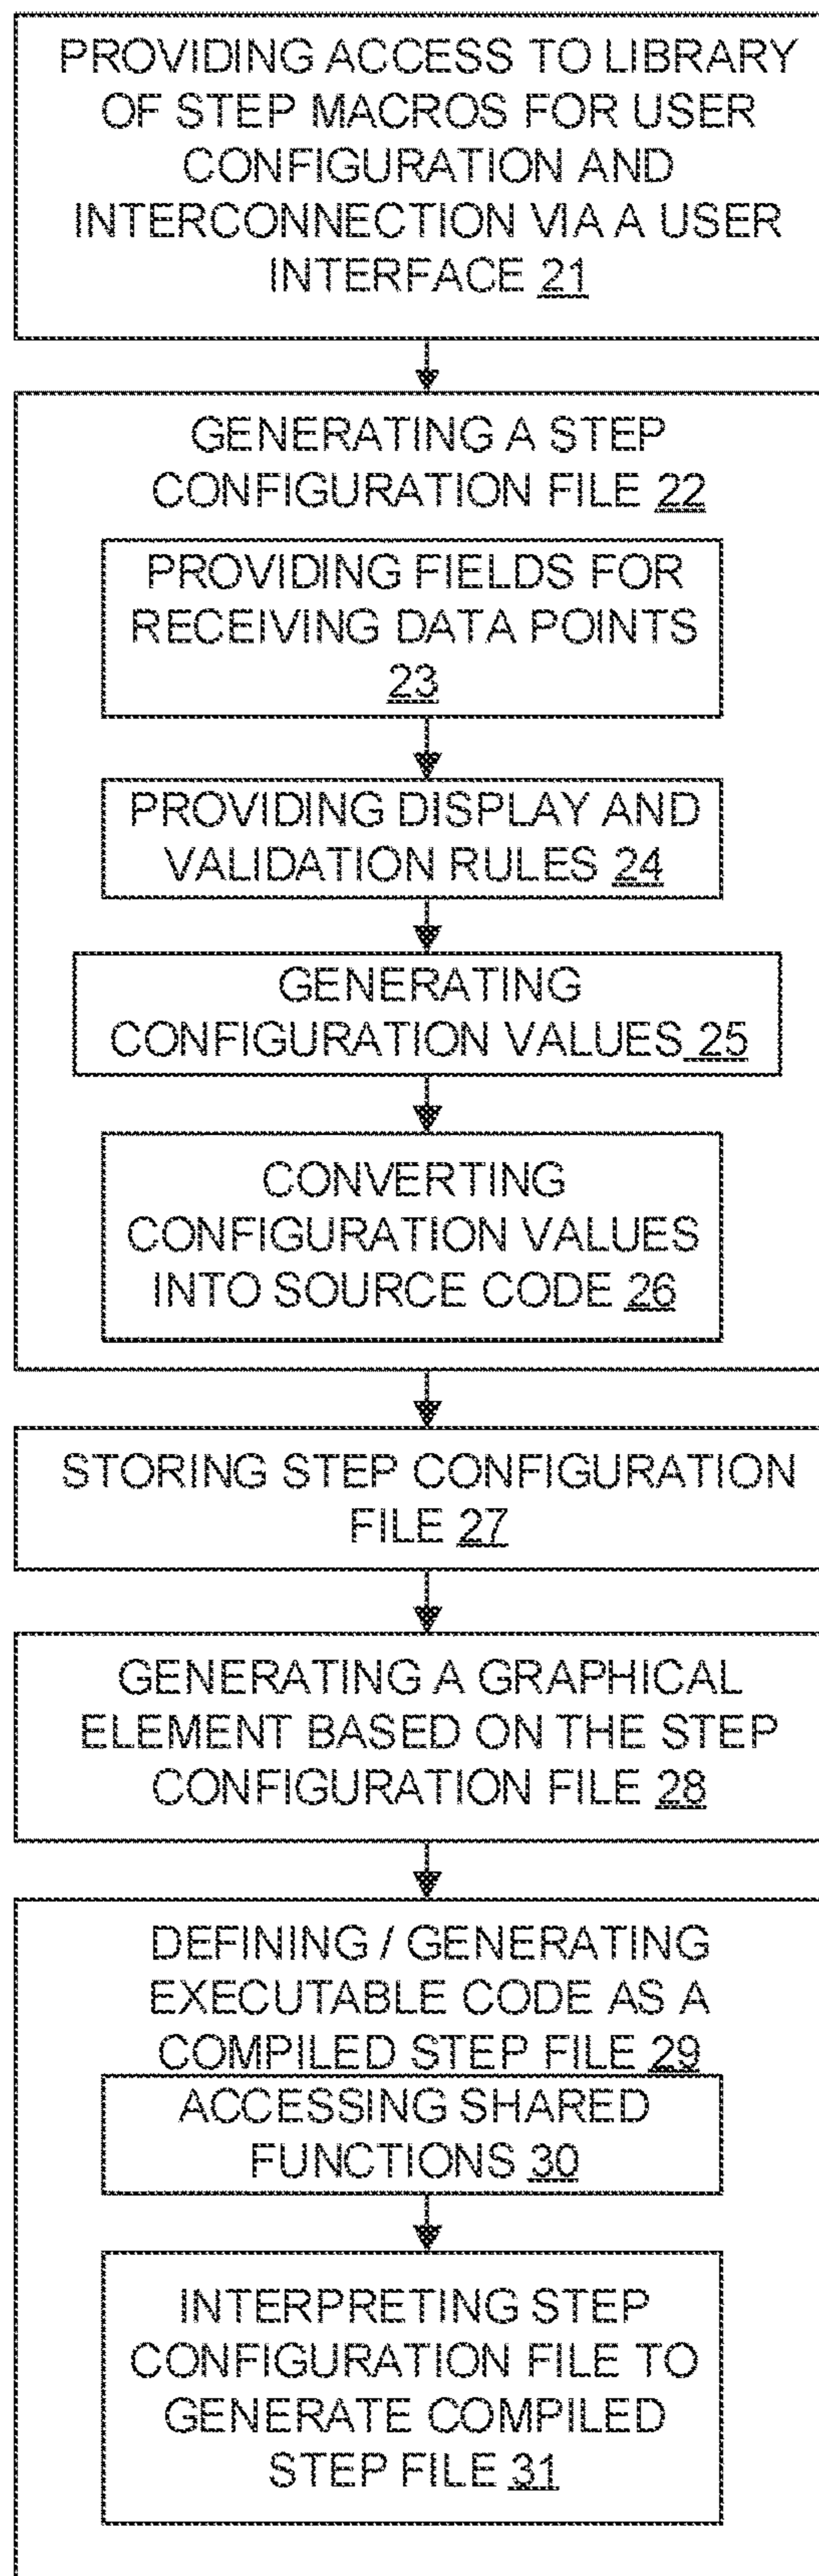 PROVIDING ACCESS TO LIBRARY
OF STEP MACROS FOR USER
CONFIGURATION AND
INTERCONNECTION VIA A USER
INTERFACE 21
GENERATING A STEP
CONFIGURATION FILE 22
PROVIDING FIELDS FOR
RECEIVING DATA POINTS
23
PROVIDING DISPLAY AND
VALIDATION RULES 24
GENERATING
CONFIGURATION VALUES 25
CONVERTING
CONFIGURATION VALUES
INTO SOURCE CODE 26
STORING STEP CONFIGURATION
FILE 27
GENERATING A GRAPHICAL
ELEMENT BASED ON THE STEP
CONFIGURATION FILE 28
DEFINING / GENERATING
EXECUTABLE CODE AS A
COMPILED STEP FILE 29
ACCESSING SHARED
FUNCTIONS 30
INTERPRETING STEP
CONFIGURATION FILE TO
GENERATE COMPILED
STEP FILE 31